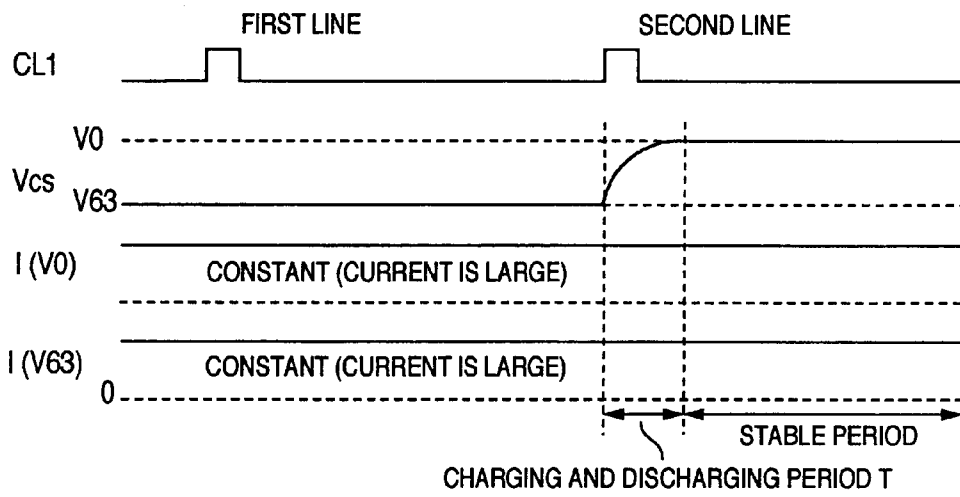 FIRST LINE
SECOND LINE
CL1
V0
Vcs
V63
I (V0)
CONSTANT (CURRENT IS LARGE)
I (V63)
CONSTANT (CURRENT IS LARGE)
0
STABLE PERIOD
CHARGING AND DISCHARGING PERIOD T